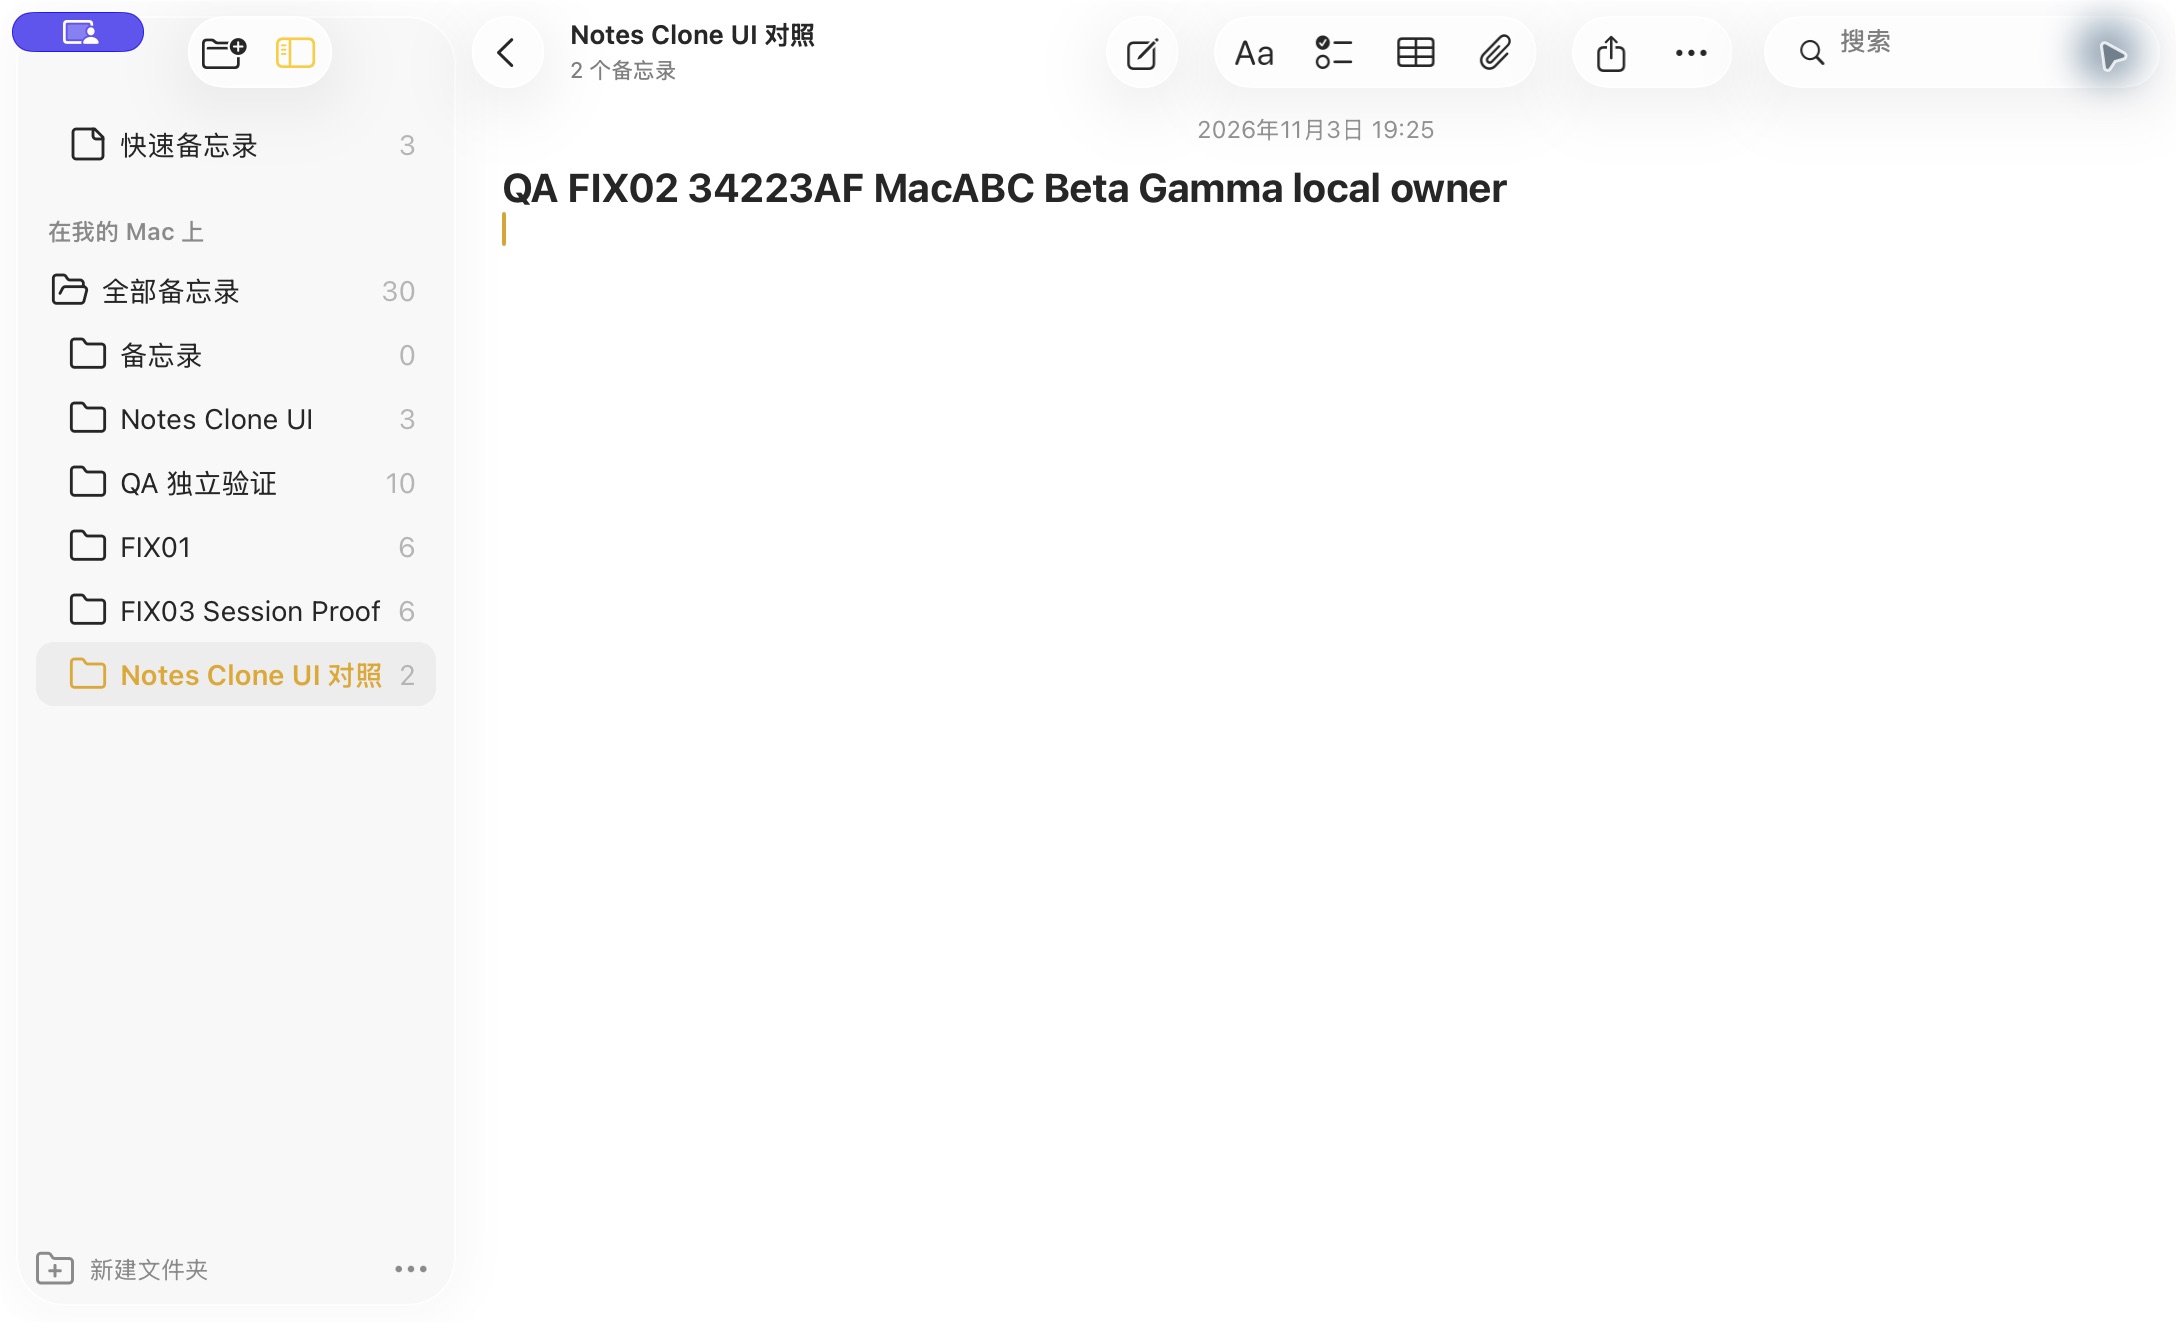 Notes Clone UI 对照
2 个备忘录
Aa
搜索
快速备忘录 3
在我的 Mac 上
全部备忘录 30
备忘录 0
Notes Clone UI 3
QA 独立验证 10
FIX01 6
FIX03 Session Proof 6
Notes Clone UI 对照 2
新建文件夹
2026年11月3日 19:25
QA FIX02 34223AF MacABC Beta Gamma local owner